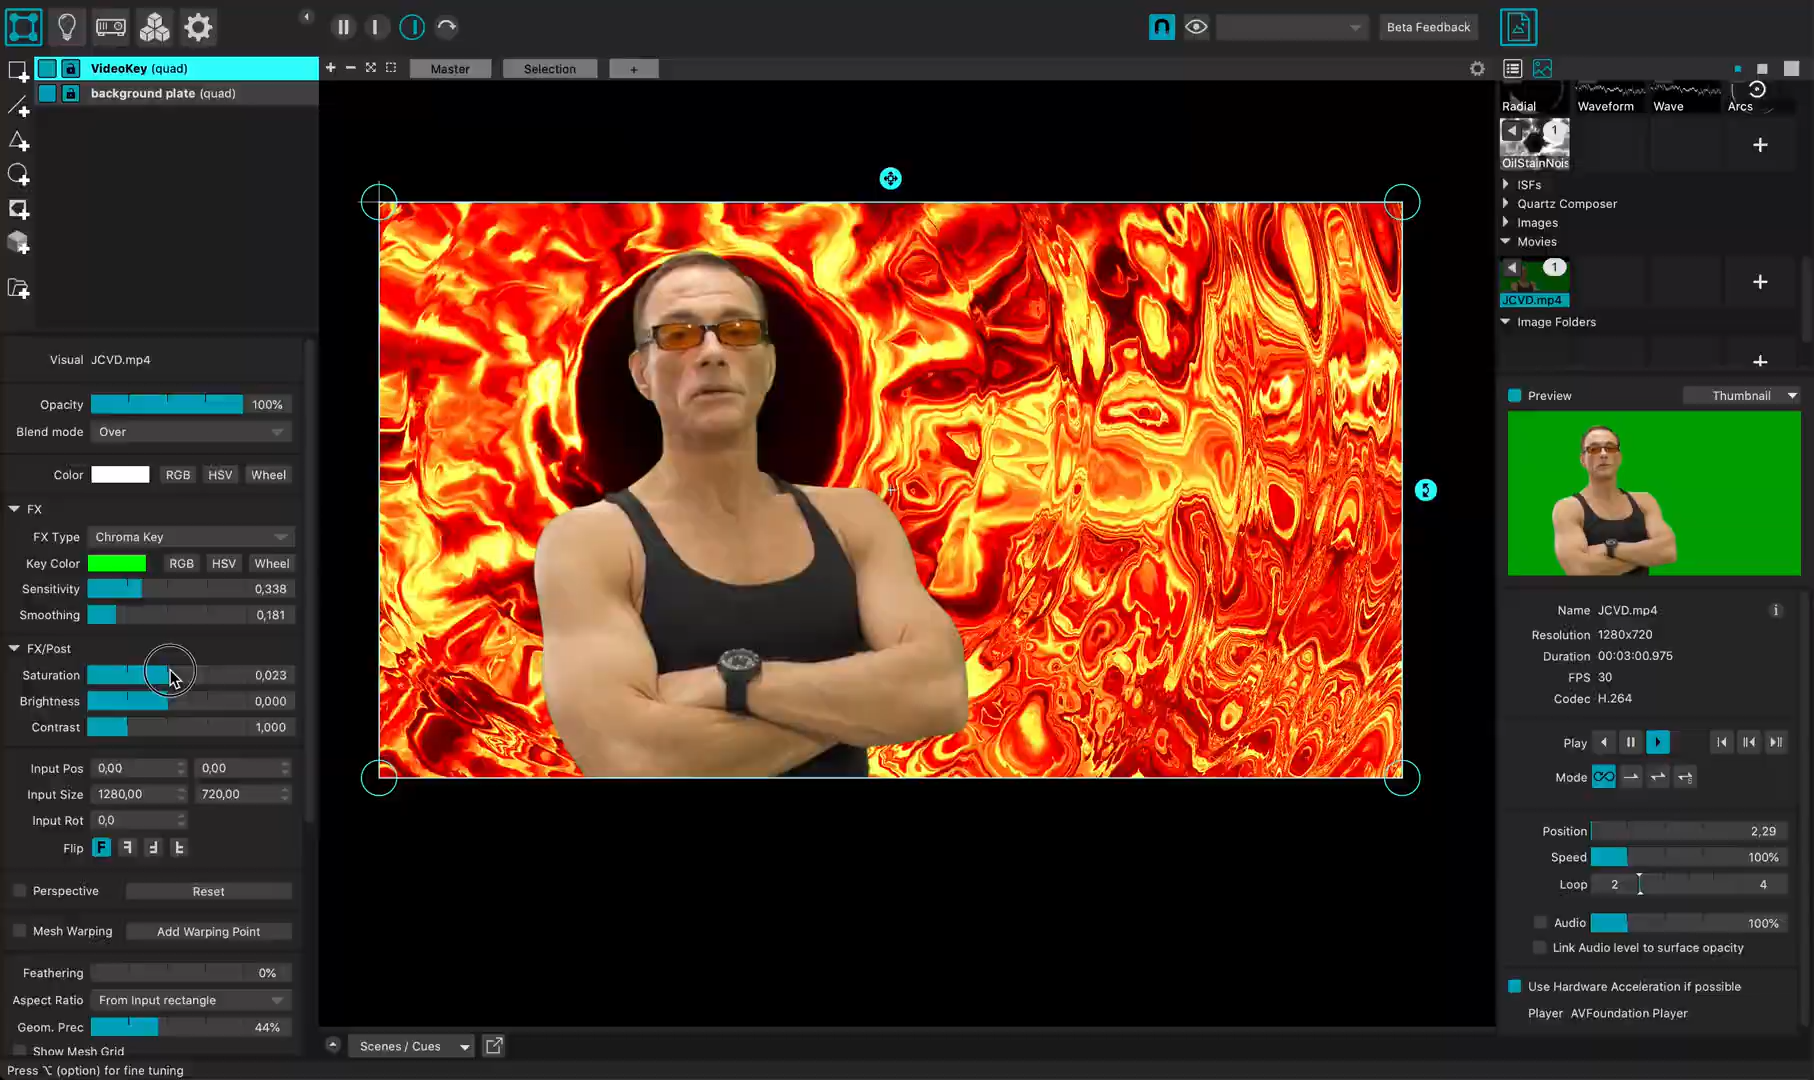 Beta Feedback
VideoKey (quad)
background plate (quad)
Master
Selection
+
Visual JCVD.mp4
Opacity 100%
Blend mode Over
Color RGB HSV Wheel
FX
FX Type Chroma Key
Key Color RGB HSV Wheel
Sensitivity 0,338
Smoothing 0,181
FX/Post
Saturation 0,023
Brightness 0,000
Contrast 1,000
Input Pos 0,00 0,00
Input Size 1280,00 720,00
Input Rot 0,0
Flip
Perspective Reset
Mesh Warping Add Warping Point
Feathering 0%
Aspect Ratio From Input rectangle
Geom. Prec 44%
Show Mesh Grid
Press ⌥ (option) for fine tuning
Scenes / Cues
Radial Waveform Wave Arcs
1
OilStainNois
ISFs
Quartz Composer
Images
Movies
1
JCVD.mp4
Image Folders
Preview Thumbnail
Name JCVD.mp4
Resolution 1280x720
Duration 00:03:00.975
FPS 30
Codec H.264
Play
Mode
Position 2,29
Speed 100%
Loop 2 4
Audio 100%
Link Audio level to surface opacity
Use Hardware Acceleration if possible
Player AVFoundation Player